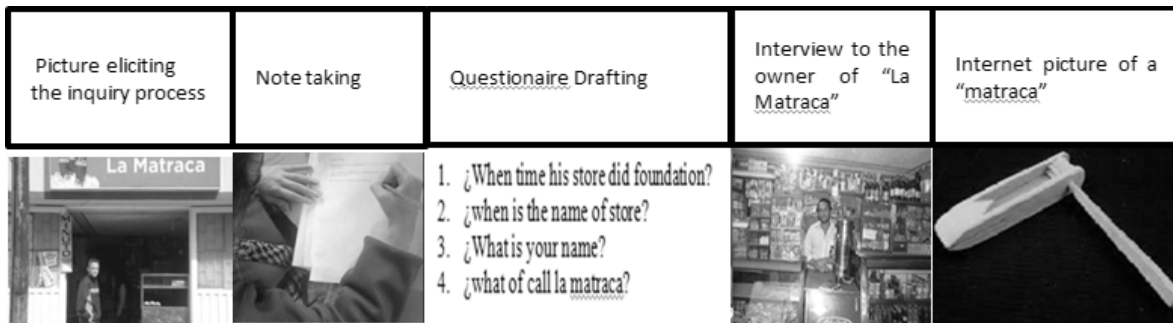 Picture eliciting
the inquiry process
Note taking
Questionaire Drafting
Interview to the
owner of "La
Matraca"
Internet picture of a
"matraca"
La Matraca
1. ¿When time his store did foundation?
2. ¿when is the name of store?
3. ¿What is your name?
4. ¿what of call la matraca?